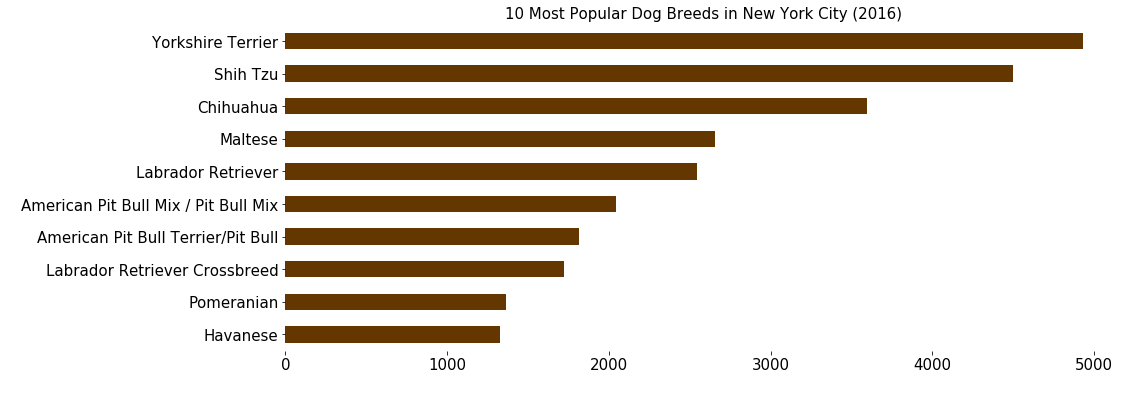 10 Most Popular Dog Breeds in New York City (2016)
Yorkshire Terrier
Shih Tzu
Chihuahua
Maltese
Labrador Retriever
American Pit Bull Mix / Pit Bull Mix
American Pit Bull Terrier/Pit Bull
Labrador Retriever Crossbreed
Pomeranian
Havanese
0 1000 2000 3000 4000 5000